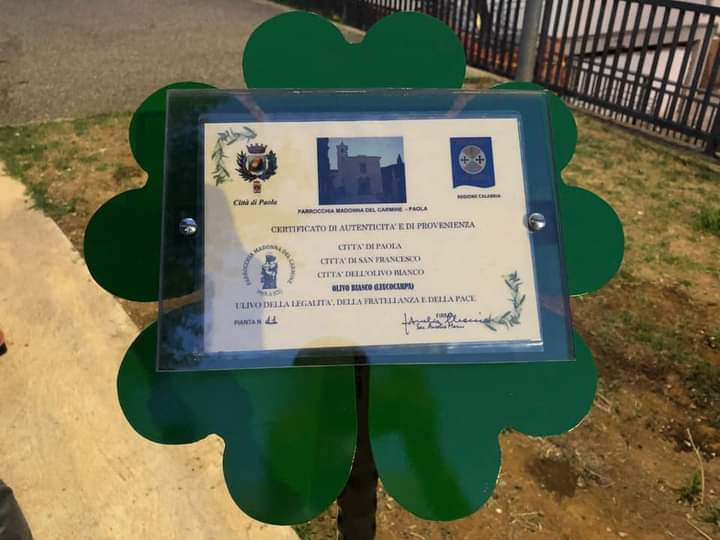 Città di Paola
PARROCCHIA MADONNA DEL CARMINE - PAOLA
REGIONE CALABRIA
CERTIFICATO DI AUTENTICITA' E DI PROVENIENZA
CITTA' DI PAOLA
CITTA' DI SAN FRANCESCO
CITTA' DELL'OLIVO BIANCO
OLIVO BIANCO (LEUCOCARPA)
PARROCCHIA MADONNA DEL CARMINE
ULIVO DELLA LEGALITA', DELLA FRATELLANZA E DELLA PACE
PIANTA N. 11
FIRMA